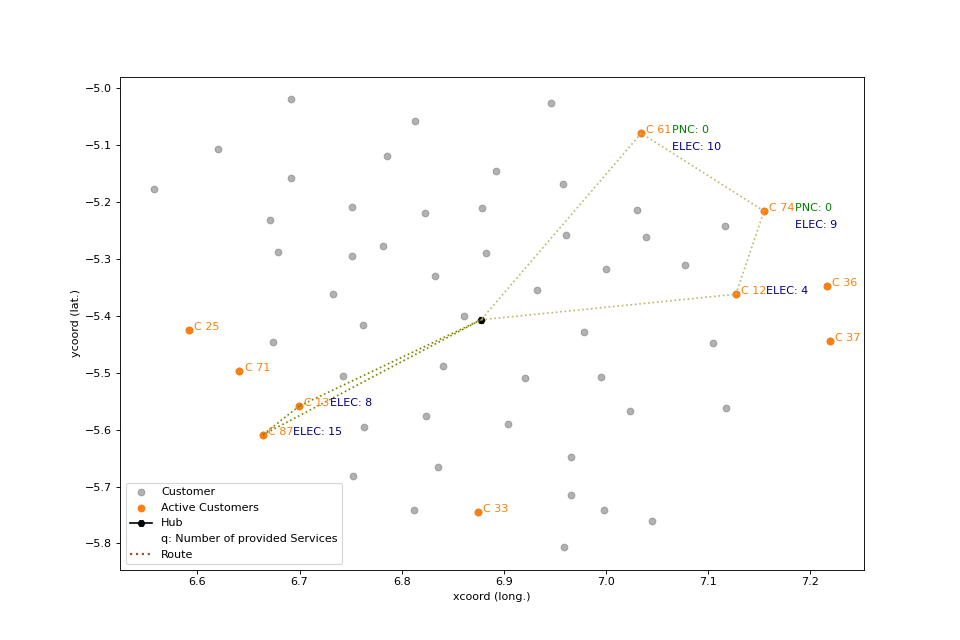 −5.0
−5.1
−5.2
−5.3
−5.4
−5.5
−5.6
−5.7
−5.8
ycoord (lat.)
C 61 PNC: 0
ELEC: 10
C 74 PNC: 0
ELEC: 9
C 36
C 12 ELEC: 4
C 25
C 37
C 71
C 13 ELEC: 8
C 87 ELEC: 15
C 33
Customer
Active Customers
Hub
q: Number of provided Services
Route
6.6 6.7 6.8 6.9 7.0 7.1 7.2
xcoord (long.)